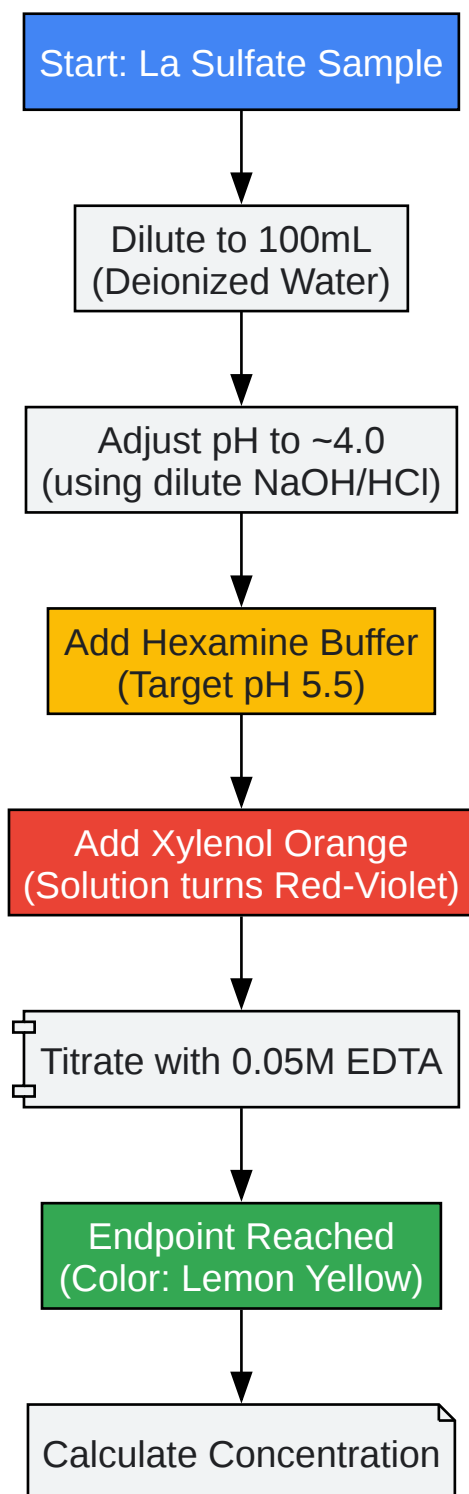 Start: La Sulfate Sample
Dilute to 100mL
(Deionized Water)
Adjust pH to ~4.0
(using dilute NaOH/HCl)
Add Hexamine Buffer
(Target pH 5.5)
Add Xylenol Orange
(Solution turns Red-Violet)
Titrate with 0.05M EDTA
Endpoint Reached
(Color: Lemon Yellow)
Calculate Concentration